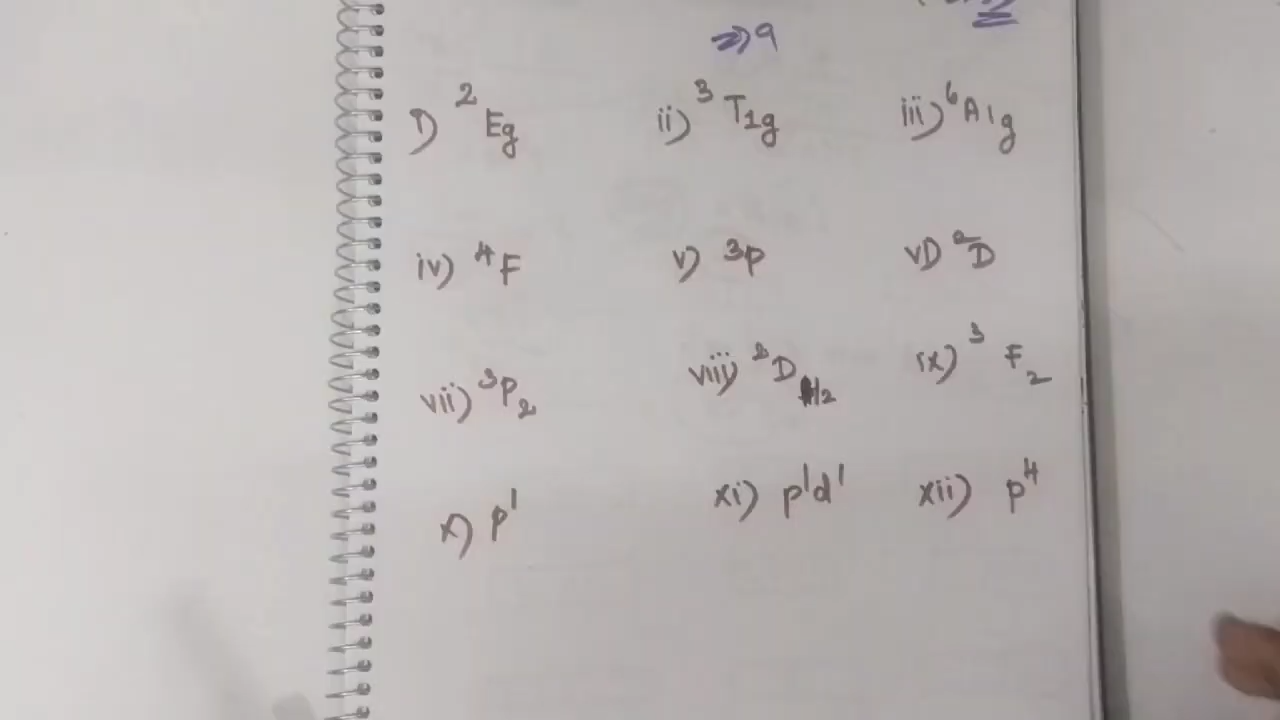 ⇒9
i) ²Eg ii) ³T₁g iii) ⁶A₁g
iv) ⁴F v) ³P vi) ²D
vii) ³P₂ viii) ²D₁/₂ ix) ³F₂
x) p¹ xi) p¹d¹ xii) p⁴